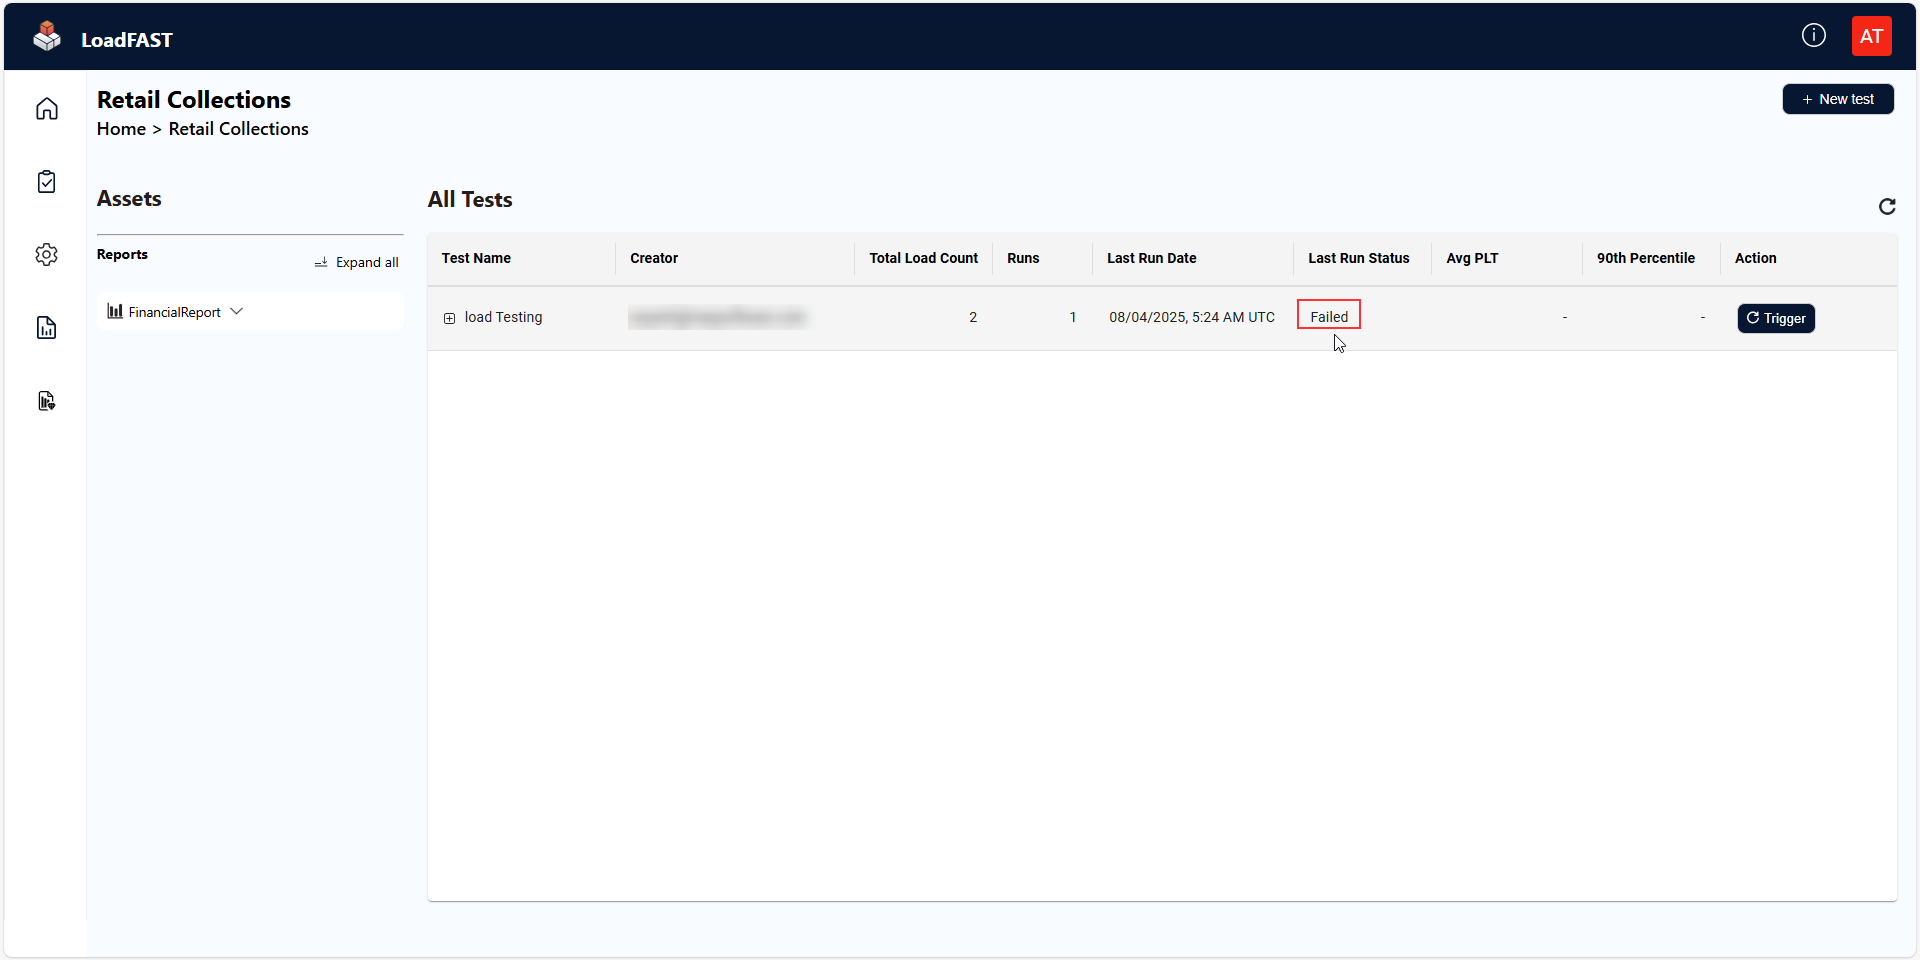 LoadFAST
AT
Retail Collections
+ New test
Home > Retail Collections
Assets
All Tests
Reports
Expand all
FinancialReport
Test Name Creator Total Load Count Runs Last Run Date Last Run Status Avg PLT 90th Percentile Action
load Testing 2 1 08/04/2025, 5:24 AM UTC Failed - - Trigger